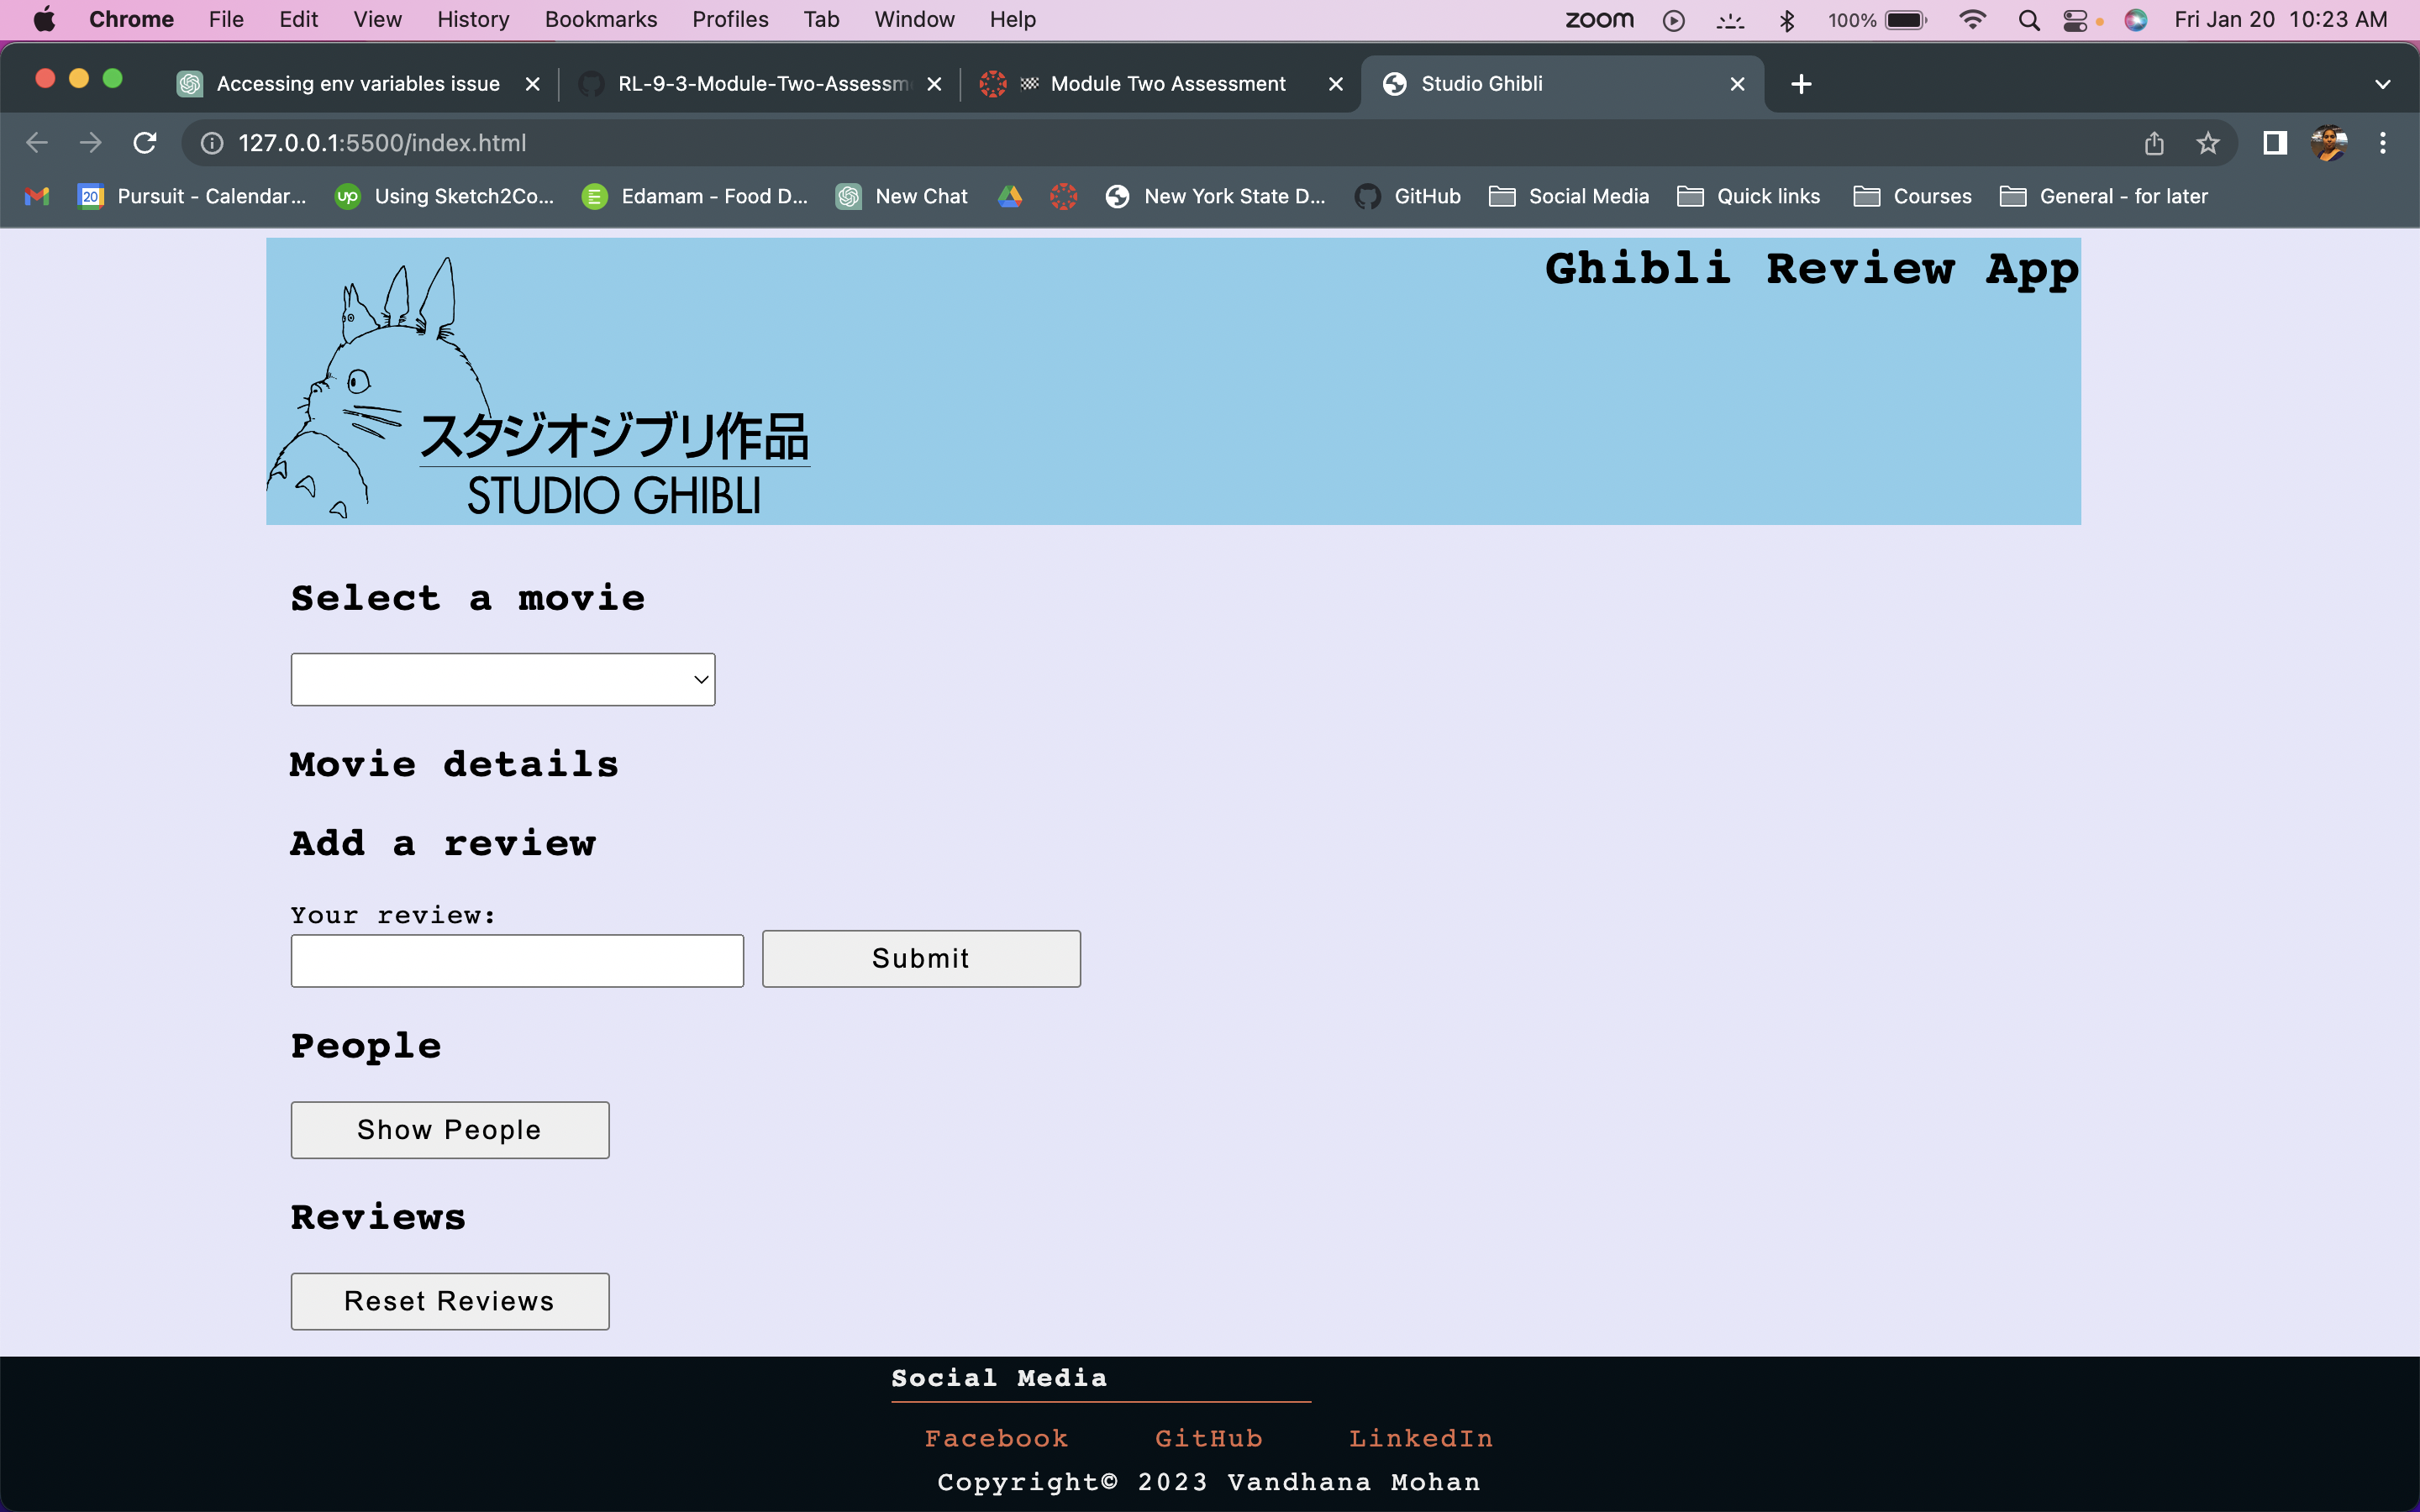 Chrome File Edit View History Bookmarks Profiles Tab Window Help zoom 100% Fri Jan 20 10:23 AM
Accessing env variables issue RL-9-3-Module-Two-Assessm Module Two Assessment Studio Ghibli
127.0.0.1:5500/index.html
20 Pursuit - Calendar... up Using Sketch2Co... E Edamam - Food D... New Chat New York State D... GitHub Social Media Quick links Courses General - for later
Ghibli Review App
スタジオジブリ作品
STUDIO GHIBLI
Select a movie
Movie details
Add a review
Your review:
Submit
People
Show People
Reviews
Reset Reviews
Social Media
Facebook GitHub LinkedIn
Copyright© 2023 Vandhana Mohan